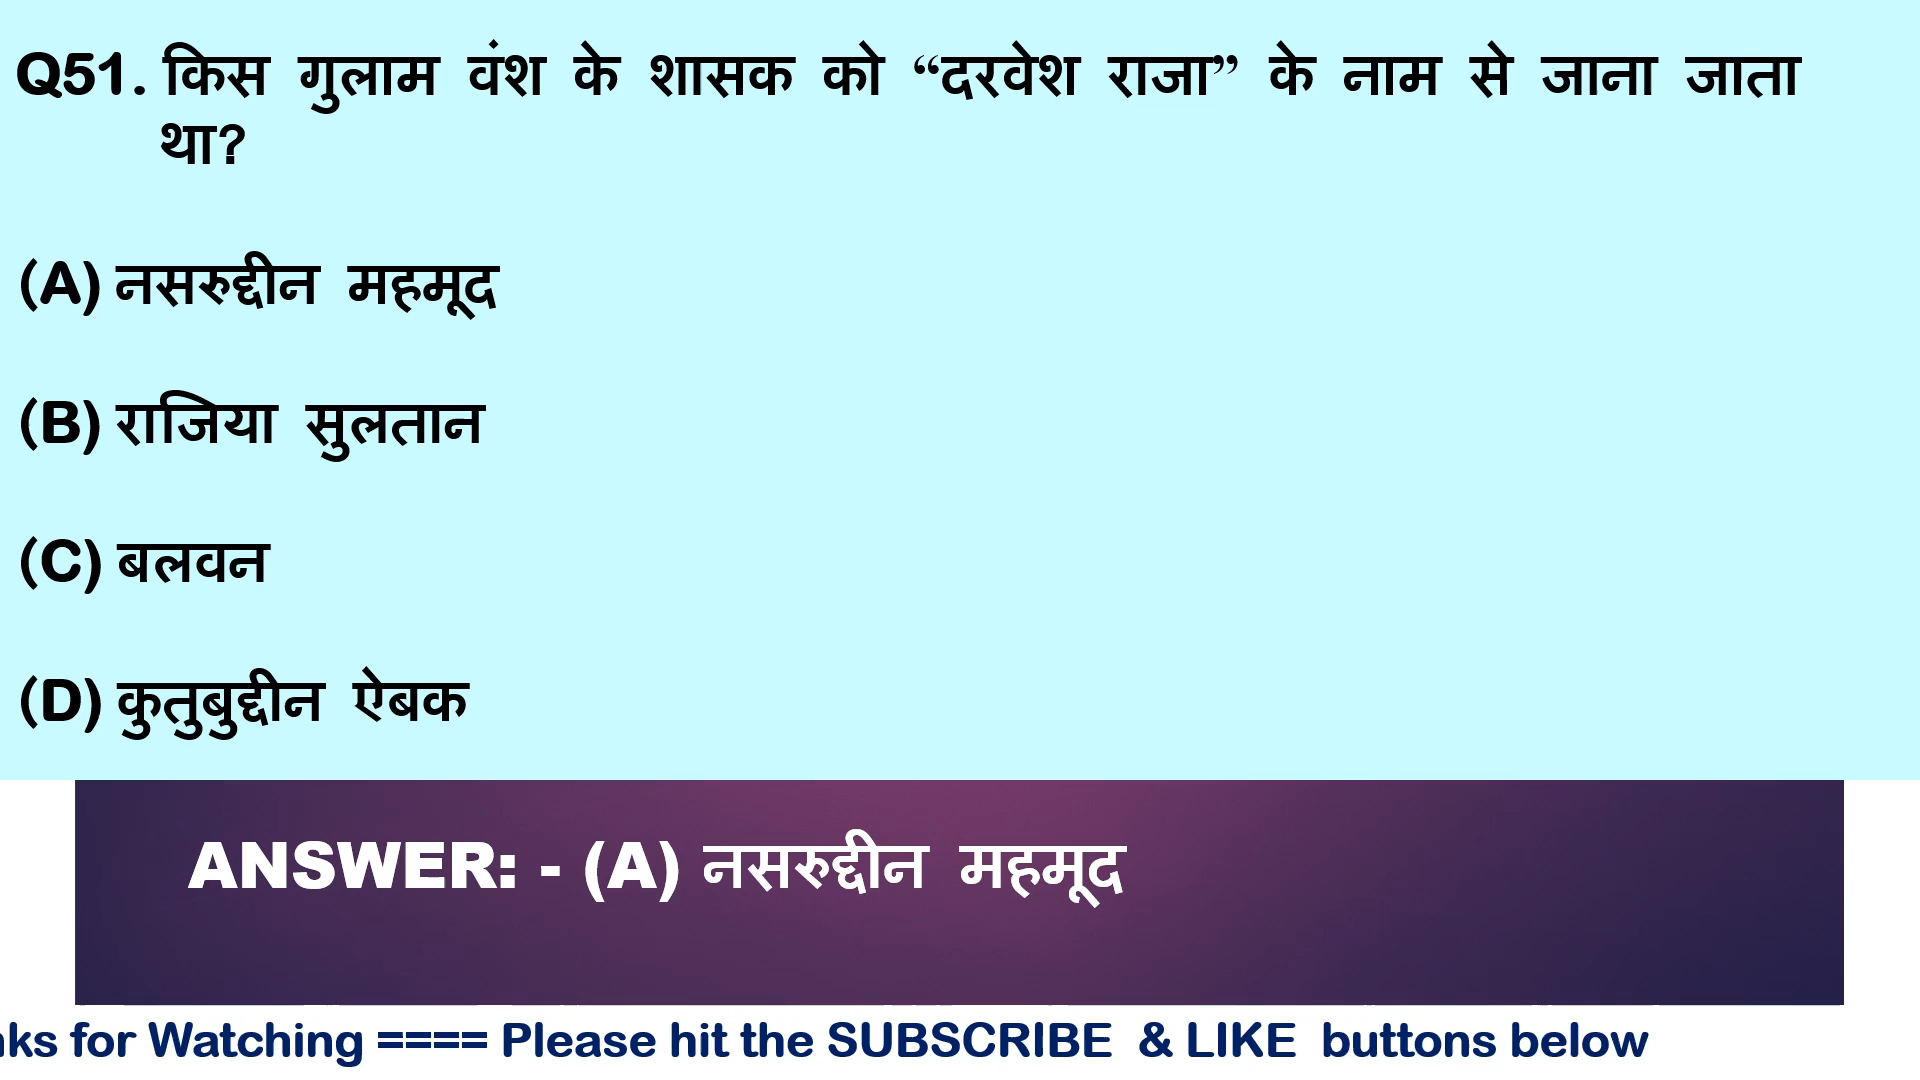 Q51. किस गुलाम वंश के शासक को “दरवेश राजा” के नाम से जाना जाता
था?
(A) नसरुद्दीन महमूद
(B) राजिया सुलतान
(C) बलवन
(D) कुतुबुद्दीन ऐबक
ANSWER: - (A) नसरुद्दीन महमूद
nks for Watching ==== Please hit the SUBSCRIBE & LIKE buttons below